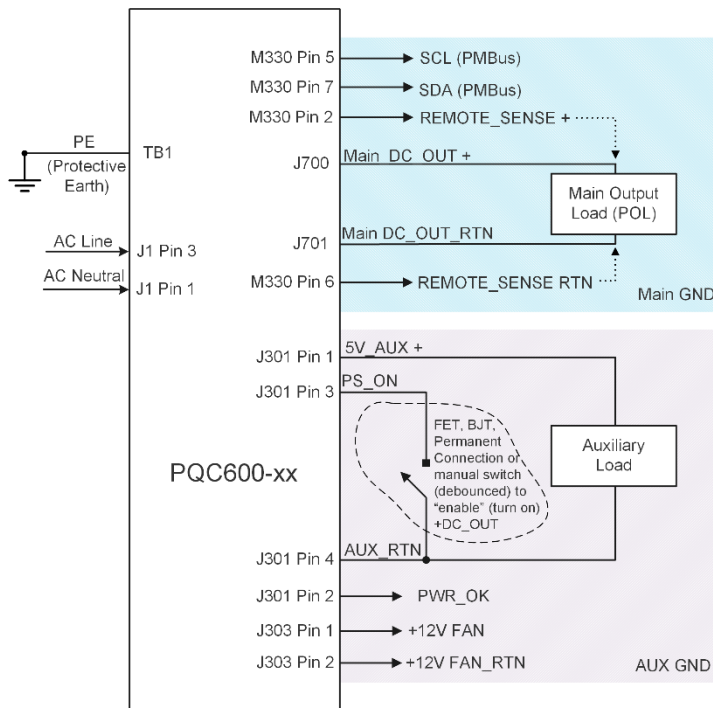 M330 Pin 5
SCL (PMBus)
M330 Pin 7
SDA (PMBus)
M330 Pin 2
REMOTE_SENSE +
PE
(Protective
Earth)
TB1
J700
Main DC_OUT +
Main Output
Load (POL)
J701
Main DC_OUT_RTN
AC Line
J1 Pin 3
AC Neutral
J1 Pin 1
M330 Pin 6
REMOTE_SENSE RTN
Main GND
J301 Pin 1
5V_AUX +
J301 Pin 3
PS_ON
FET, BJT,
Permanent
Connection or
manual switch
(debounced) to
“enable” (turn on)
+DC_OUT
Auxiliary
Load
PQC600-xx
J301 Pin 4
AUX_RTN
J301 Pin 2
PWR_OK
J303 Pin 1
+12V FAN
J303 Pin 2
+12V FAN_RTN
AUX GND